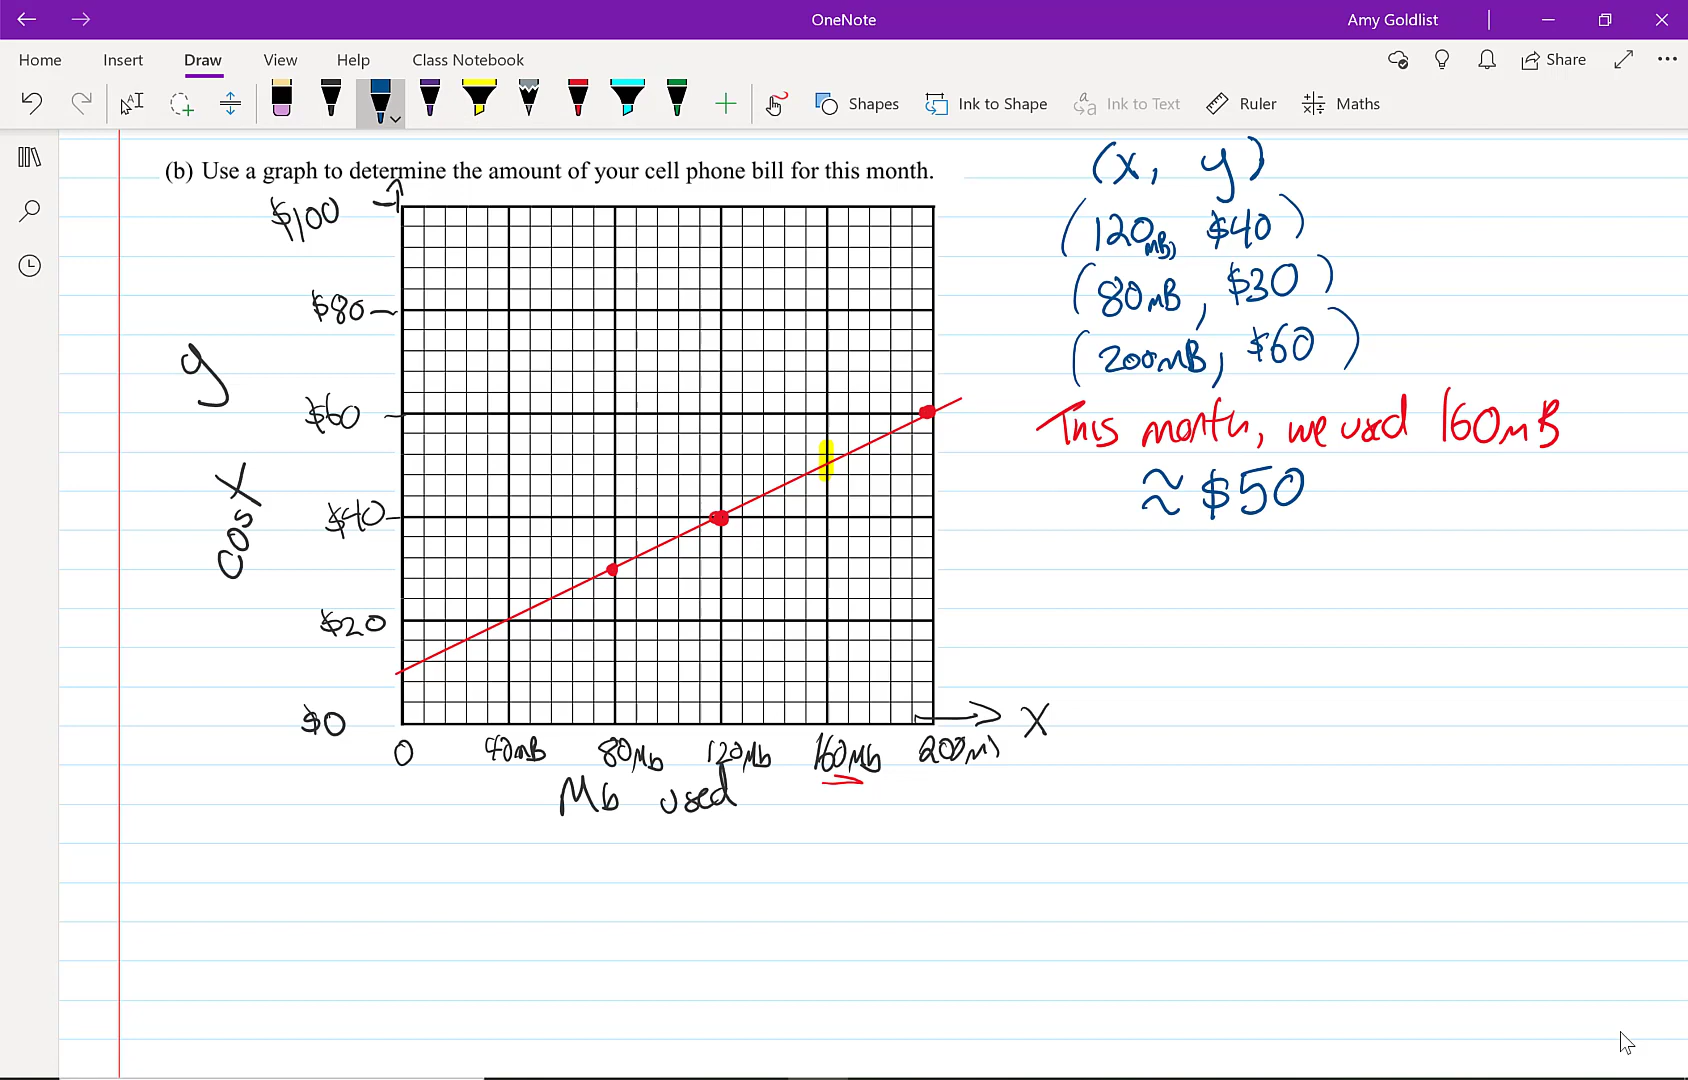 OneNote
Amy Goldlist
Home Insert Draw View Help Class Notebook
Share
Shapes Ink to Shape Ink to Text Ruler Maths
(b) Use a graph to determine the amount of your cell phone bill for this month.
(x, y)
(120MB, $40)
(80MB, $30)
(200MB, $60)
This month, we used 160MB
≈ $50
$100
$80
$60
$40
$20
$0
y
cost
0 40MB 80Mb 120Mb 160Mb
x
Mb used